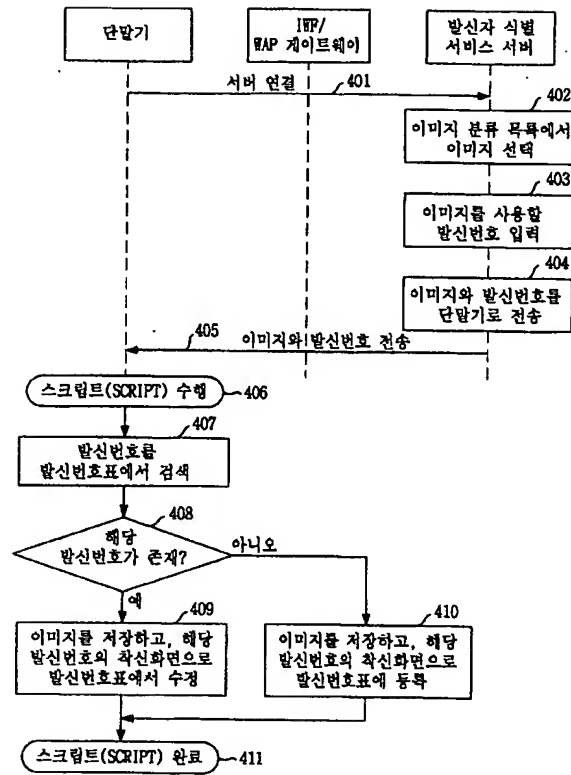 단말기
IWF/
WAP 게이트웨이
발신자 식별
서비스 서버
서버 연결
401
402
이미지 분류 목록에서
이미지 선택
403
이미지를 사용할
발신번호 입력
404
이미지와 발신번호를
단말기로 전송
405
이미지와 발신번호 전송
스크립트(SCRIPT) 수행
406
407
발신번호를
발신번호표에서 검색
408
해당
발신번호가 존재?
아니오
예
409
이미지를 저장하고, 해당
발신번호의 착신화면으로
발신번호표에서 수정
410
이미지를 저장하고, 해당
발신번호의 착신화면으로
발신번호표에 등록
스크립트(SCRIPT) 완료
411